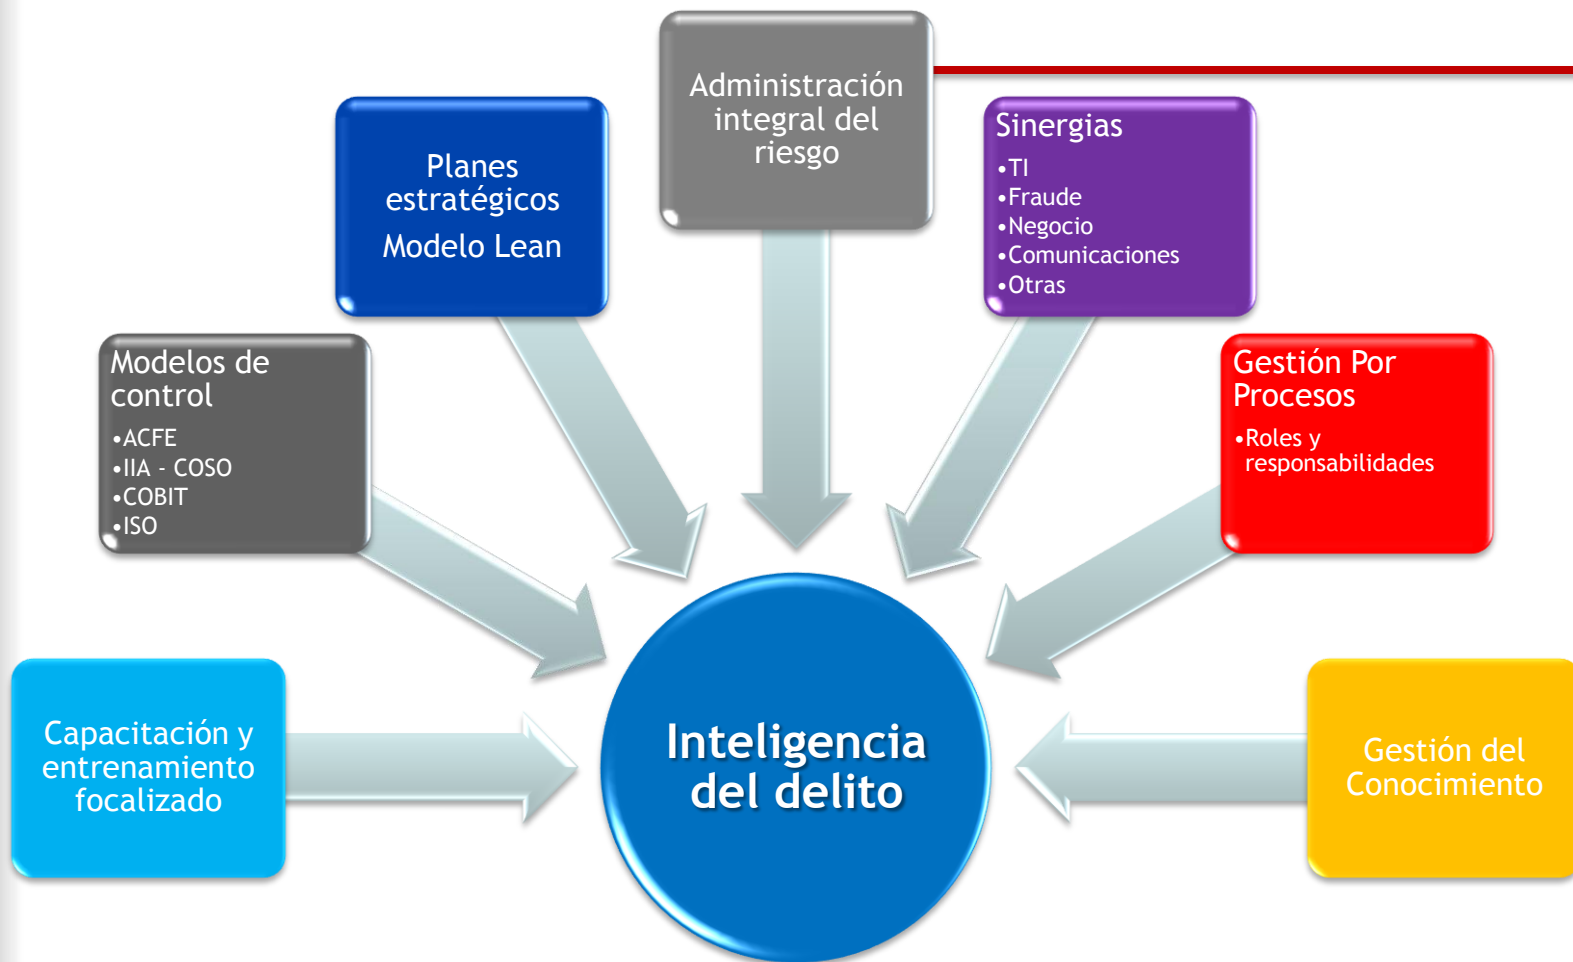 Administración
integral del
riesgo
Planes
estratégicos
Modelo Lean
Sinergias
•TI
•Fraude
•Negocio
•Comunicaciones
•Otras
Modelos de
control
•ACFE
•IIA - COSO
•COBIT
•ISO
Gestión Por
Procesos
•Roles y
responsabilidades
Capacitación y
entrenamiento
focalizado
Inteligencia
del delito
Gestión del
Conocimiento